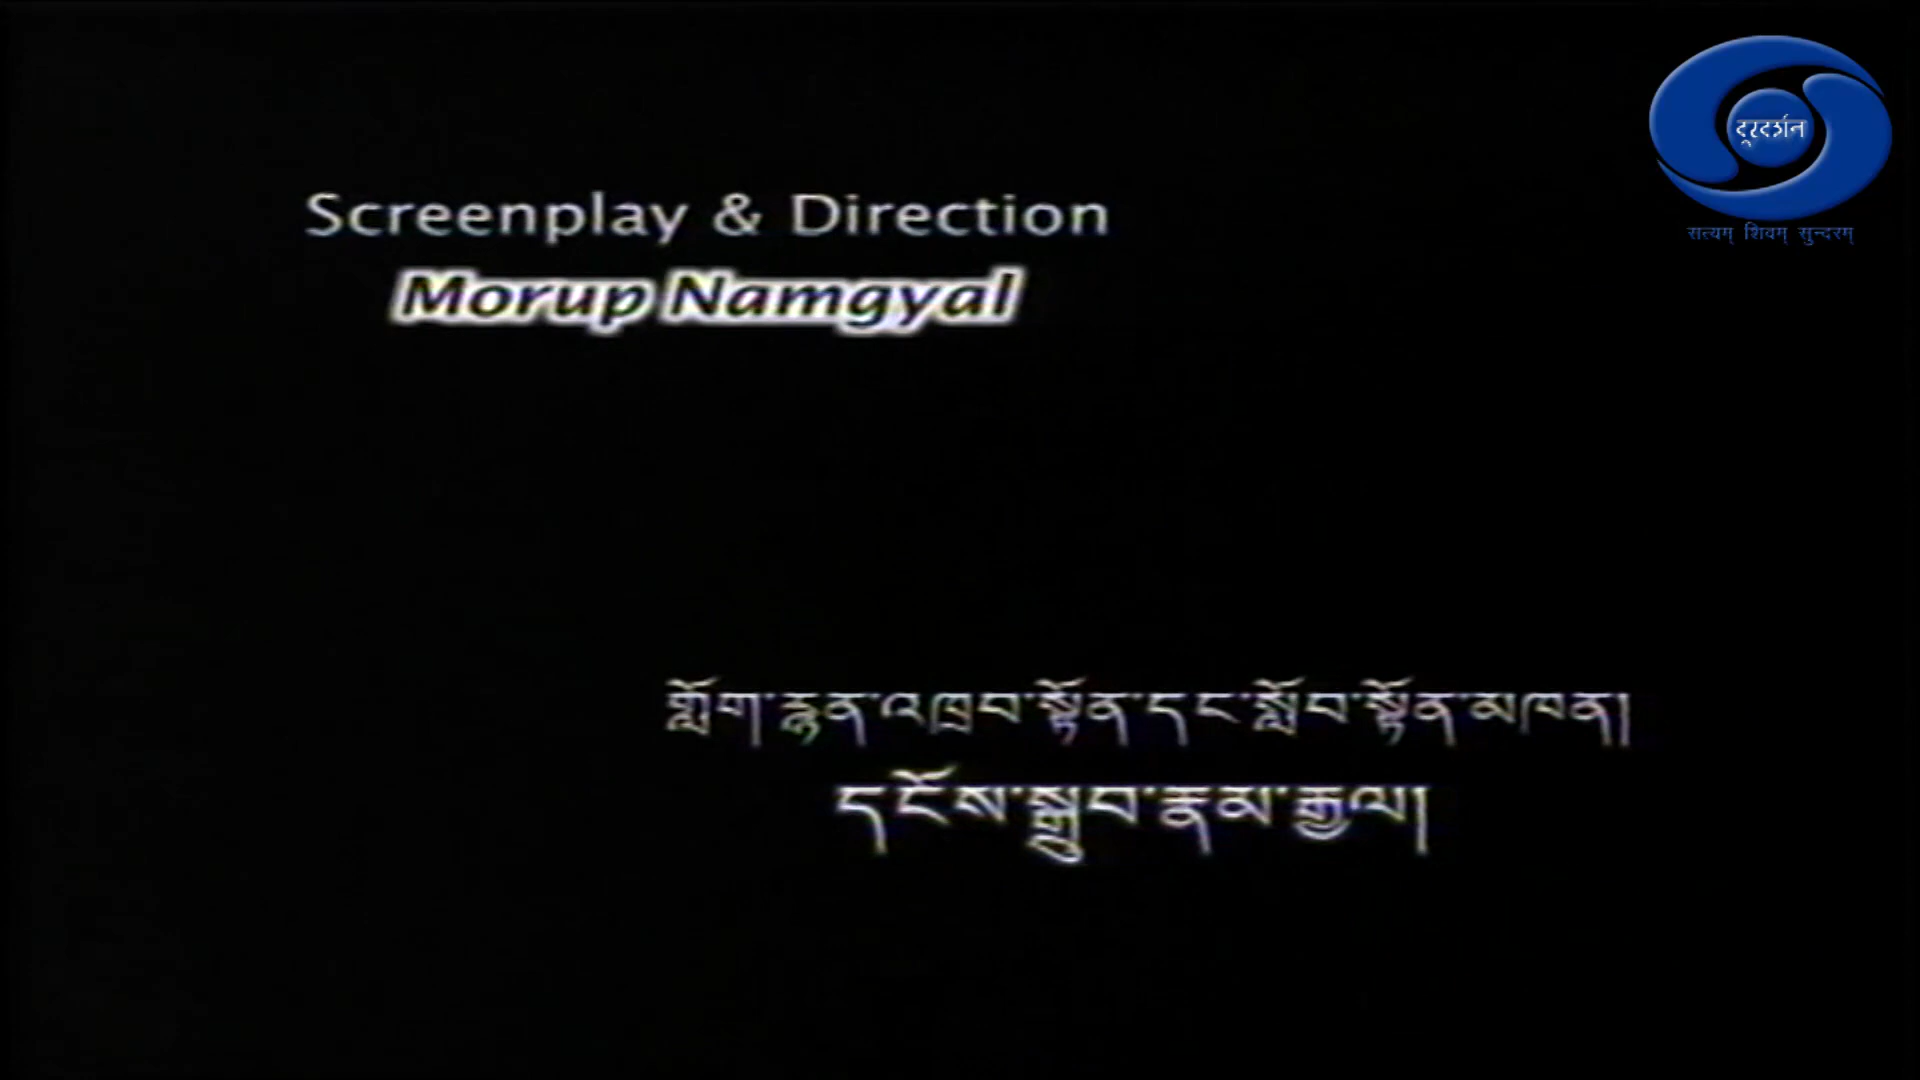 दूरदर्शन
सत्यम् शिवम् सुन्दरम्
Screenplay & Direction
Morup Namgyal
གློག་རྙན་འཁྲབ་སྟོན་དང་སློབ་སྟོན་མཁན།
དངོས་སྒྲུབ་རྣམ་རྒྱལ།